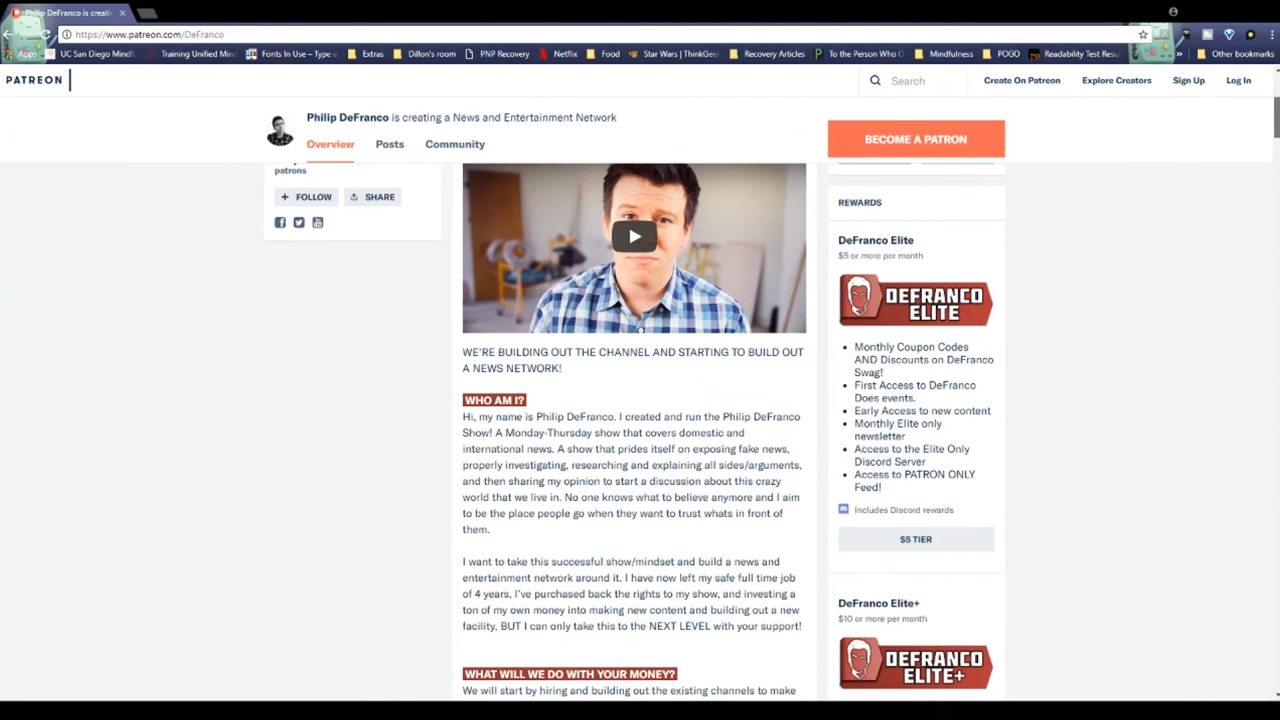 Philip DeFranco is creati
https://www.patreon.com/DeFranco
Apps UC San Diego Mindf Training Unified Min Fonts In Use – Type Extras Dillon's room PNP Recovery Netflix Food Star Wars | ThinkGee Recovery Articles To the Person Who Mindfulness POGO Readability Test Resu » Other bookmarks
PATREON Search Create On Patreon Explore Creators Sign Up Log In
Philip DeFranco is creating a News and Entertainment Network
Overview Posts Community
BECOME A PATRON
patrons
+ FOLLOW SHARE
WE'RE BUILDING OUT THE CHANNEL AND STARTING TO BUILD OUT
A NEWS NETWORK!
WHO AM I?
Hi, my name is Philip DeFranco. I created and run the Philip DeFranco
Show! A Monday-Thursday show that covers domestic and
international news. A show that prides itself on exposing fake news,
properly investigating, researching and explaining all sides/arguments,
and then sharing my opinion to start a discussion about this crazy
world that we live in. No one knows what to believe anymore and I aim
to be the place people go when they want to trust whats in front of
them.
I want to take this successful show/mindset and build a news and
entertainment network around it. I have now left my safe full time job
of 4 years, I've purchased back the rights to my show, and investing a
ton of my own money into making new content and building out a new
facility, BUT I can only take this to the NEXT LEVEL with your support!
WHAT WILL WE DO WITH YOUR MONEY?
We will start by hiring and building out the existing channels to make
REWARDS
DeFranco Elite
$5 or more per month
DEFRANCO
ELITE
• Monthly Coupon Codes
AND Discounts on DeFranco
Swag!
• First Access to DeFranco
Does events.
• Early Access to new content
• Monthly Elite only
newsletter
• Access to the Elite Only
Discord Server
• Access to PATRON ONLY
Feed!
Includes Discord rewards
$5 TIER
DeFranco Elite+
$10 or more per month
DEFRANCO
ELITE+